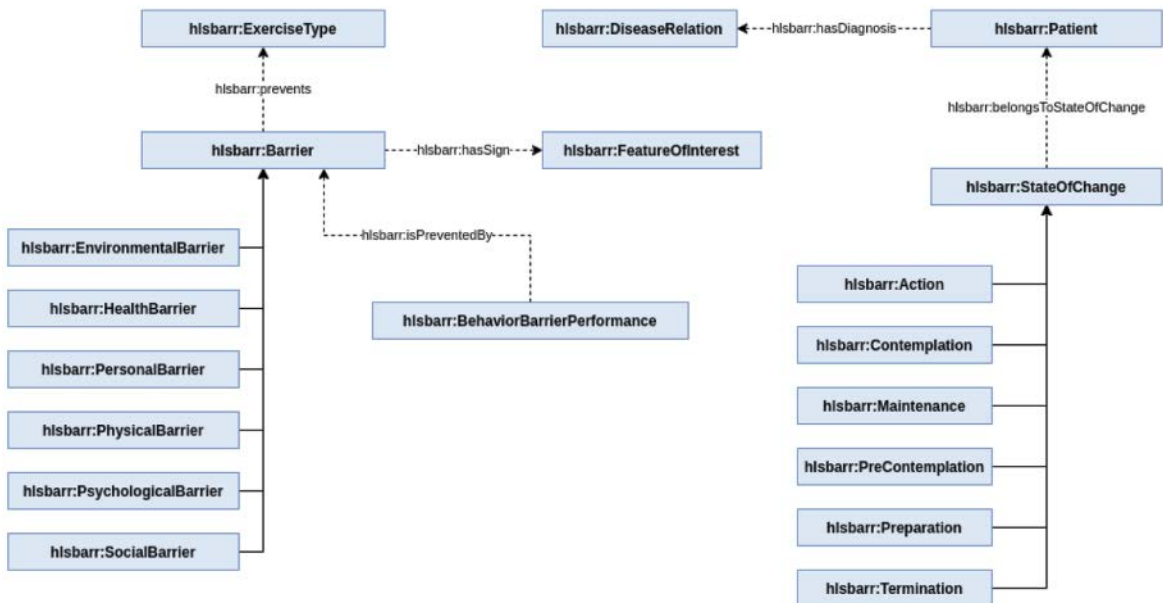 hlsbarr:ExerciseType
hlsbarr:DiseaseRelation
hlsbarr:hasDiagnosis
hlsbarr:Patient
hlsbarr:prevents
hlsbarr:belongsToStateOfChange
hlsbarr:Barrier
hlsbarr:hasSign
hlsbarr:FeatureOfInterest
hlsbarr:StateOfChange
hlsbarr:isPreventedBy
hlsbarr:EnvironmentalBarrier
hlsbarr:HealthBarrier
hlsbarr:PersonalBarrier
hlsbarr:PhysicalBarrier
hlsbarr:PsychologicalBarrier
hlsbarr:SocialBarrier
hlsbarr:BehaviorBarrierPerformance
hlsbarr:Action
hlsbarr:Contemplation
hlsbarr:Maintenance
hlsbarr:PreContemplation
hlsbarr:Preparation
hlsbarr:Termination